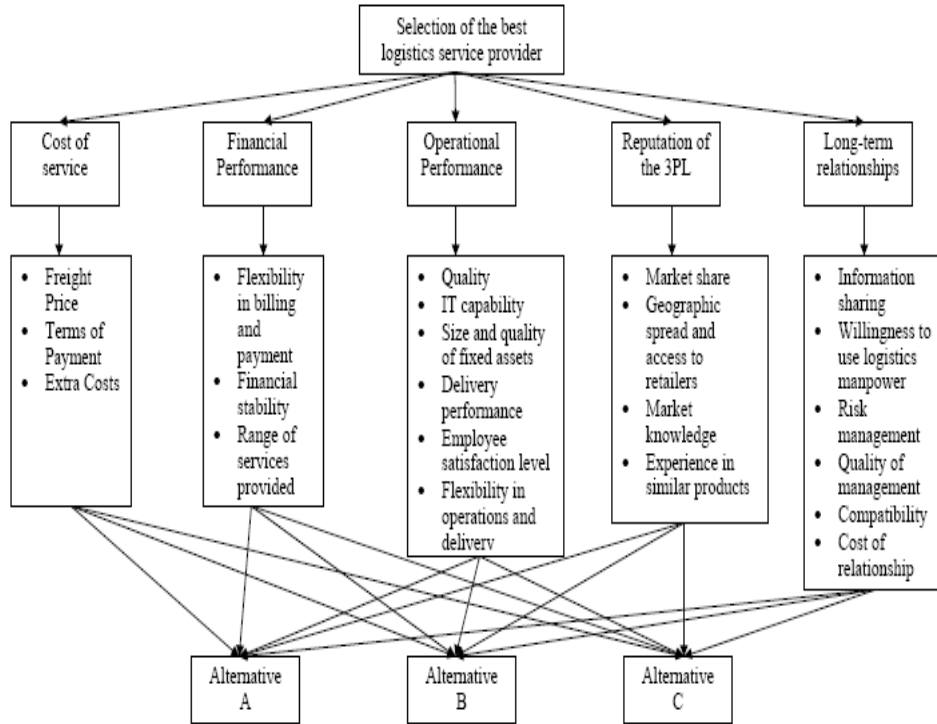 Selection of the best
logistics service provider
Cost of
service
Financial
Performance
Operational
Performance
Reputation of
the 3PL
Long-term
relationships
• Freight
Price
• Terms of
Payment
• Extra Costs
• Flexibility
in billing
and
payment
• Financial
stability
• Range of
services
provided
• Quality
• IT capability
• Size and quality
of fixed assets
• Delivery
performance
• Employee
satisfaction level
• Flexibility in
operations and
delivery
• Market share
• Geographic
spread and
access to
retailers
• Market
knowledge
• Experience in
similar products
• Information
sharing
• Willingness to
use logistics
manpower
• Risk
management
• Quality of
management
• Compatibility
• Cost of
relationship
Alternative
A
Alternative
B
Alternative
C